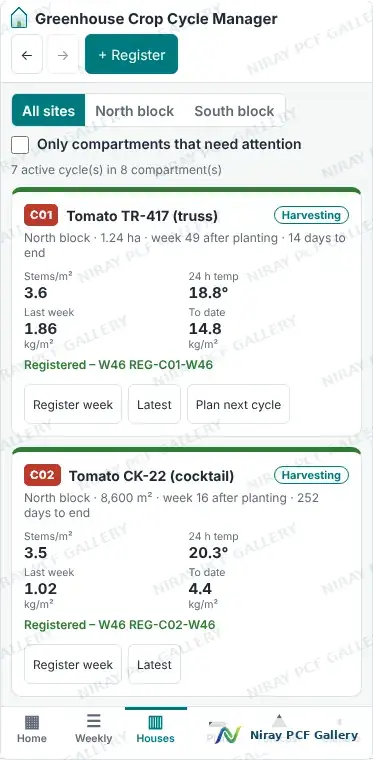 Greenhouse Crop Cycle Manager
← → + Register
All sites North block South block
Only compartments that need attention
7 active cycle(s) in 8 compartment(s)
C01 Tomato TR-417 (truss) Harvesting
North block · 1.24 ha · week 49 after planting · 14 days to
end
Stems/m² 24 h temp
3.6 18.8°
Last week To date
1.86 14.8
kg/m² kg/m²
Registered – W46 REG-C01-W46
Register week Latest Plan next cycle
C02 Tomato CK-22 (cocktail) Harvesting
North block · 8,600 m² · week 16 after planting · 252
days to end
Stems/m² 24 h temp
3.5 20.3°
Last week To date
1.02 4.4
kg/m² kg/m²
Registered – W46 REG-C02-W46
Register week Latest
Home Weekly Houses
Niray PCF Gallery
NIRAY PCF GALLERY